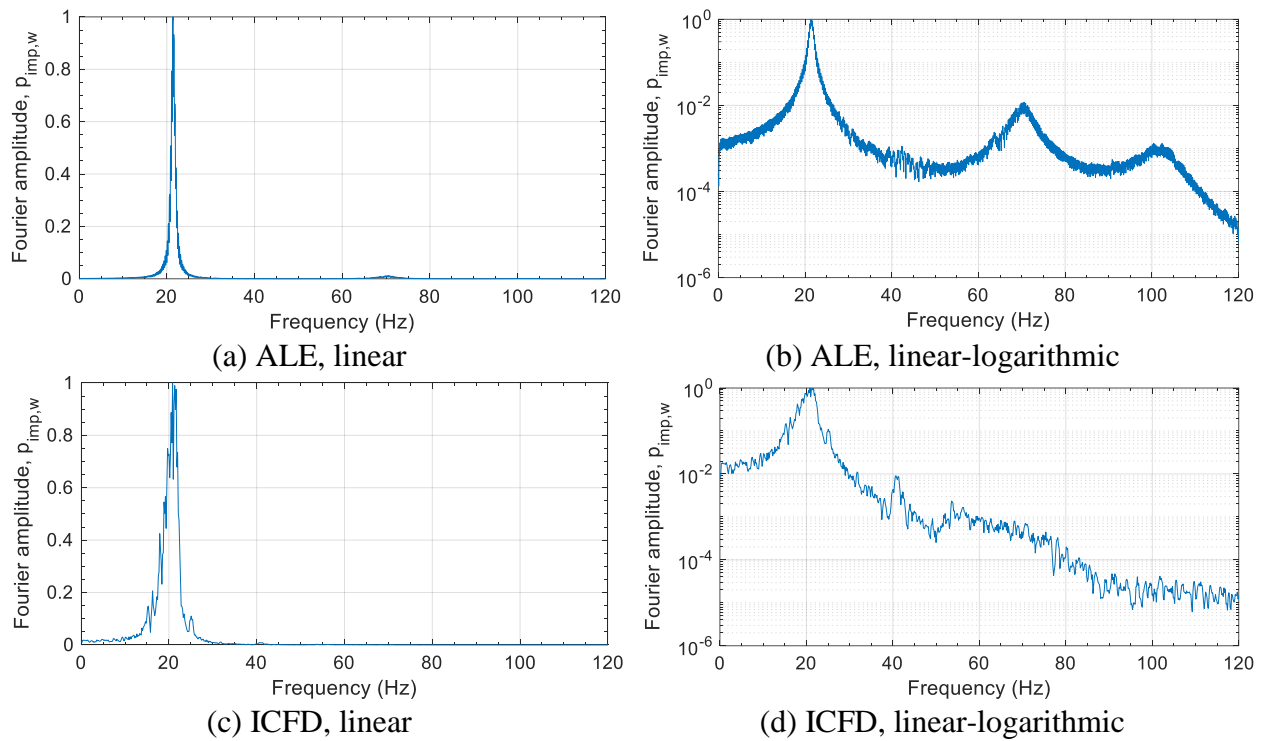 1
0.8
0.6
0.4
0.2
0
Fourier amplitude, p_imp,w
0 20 40 60 80 100 120
Frequency (Hz)
(a) ALE, linear
10^0
10^-2
10^-4
10^-6
Fourier amplitude, p_imp,w
0 20 40 60 80 100 120
Frequency (Hz)
(b) ALE, linear-logarithmic
1
0.8
0.6
0.4
0.2
0
Fourier amplitude, p_imp,w
0 20 40 60 80 100 120
Frequency (Hz)
(c) ICFD, linear
10^0
10^-2
10^-4
10^-6
Fourier amplitude, p_imp,w
0 20 40 60 80 100 120
Frequency (Hz)
(d) ICFD, linear-logarithmic